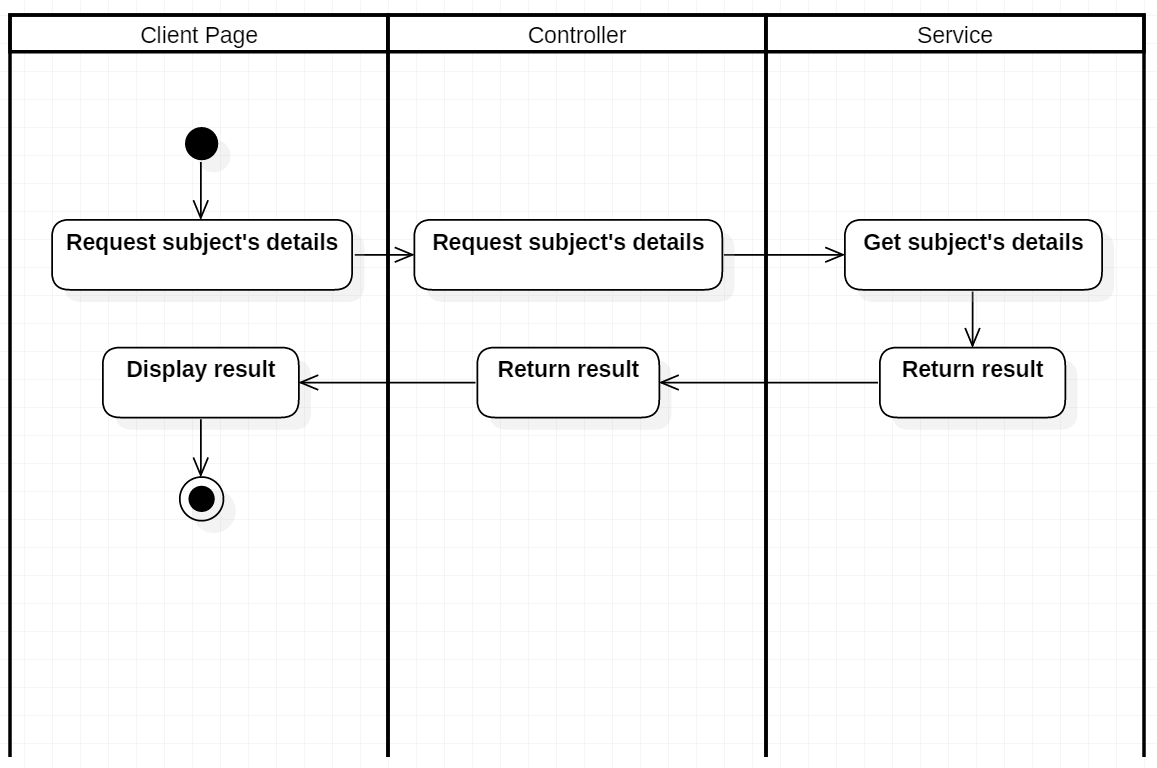 Client Page
Controller
Service
Request subject's details
Request subject's details
Get subject's details
Display result
Return result
Return result